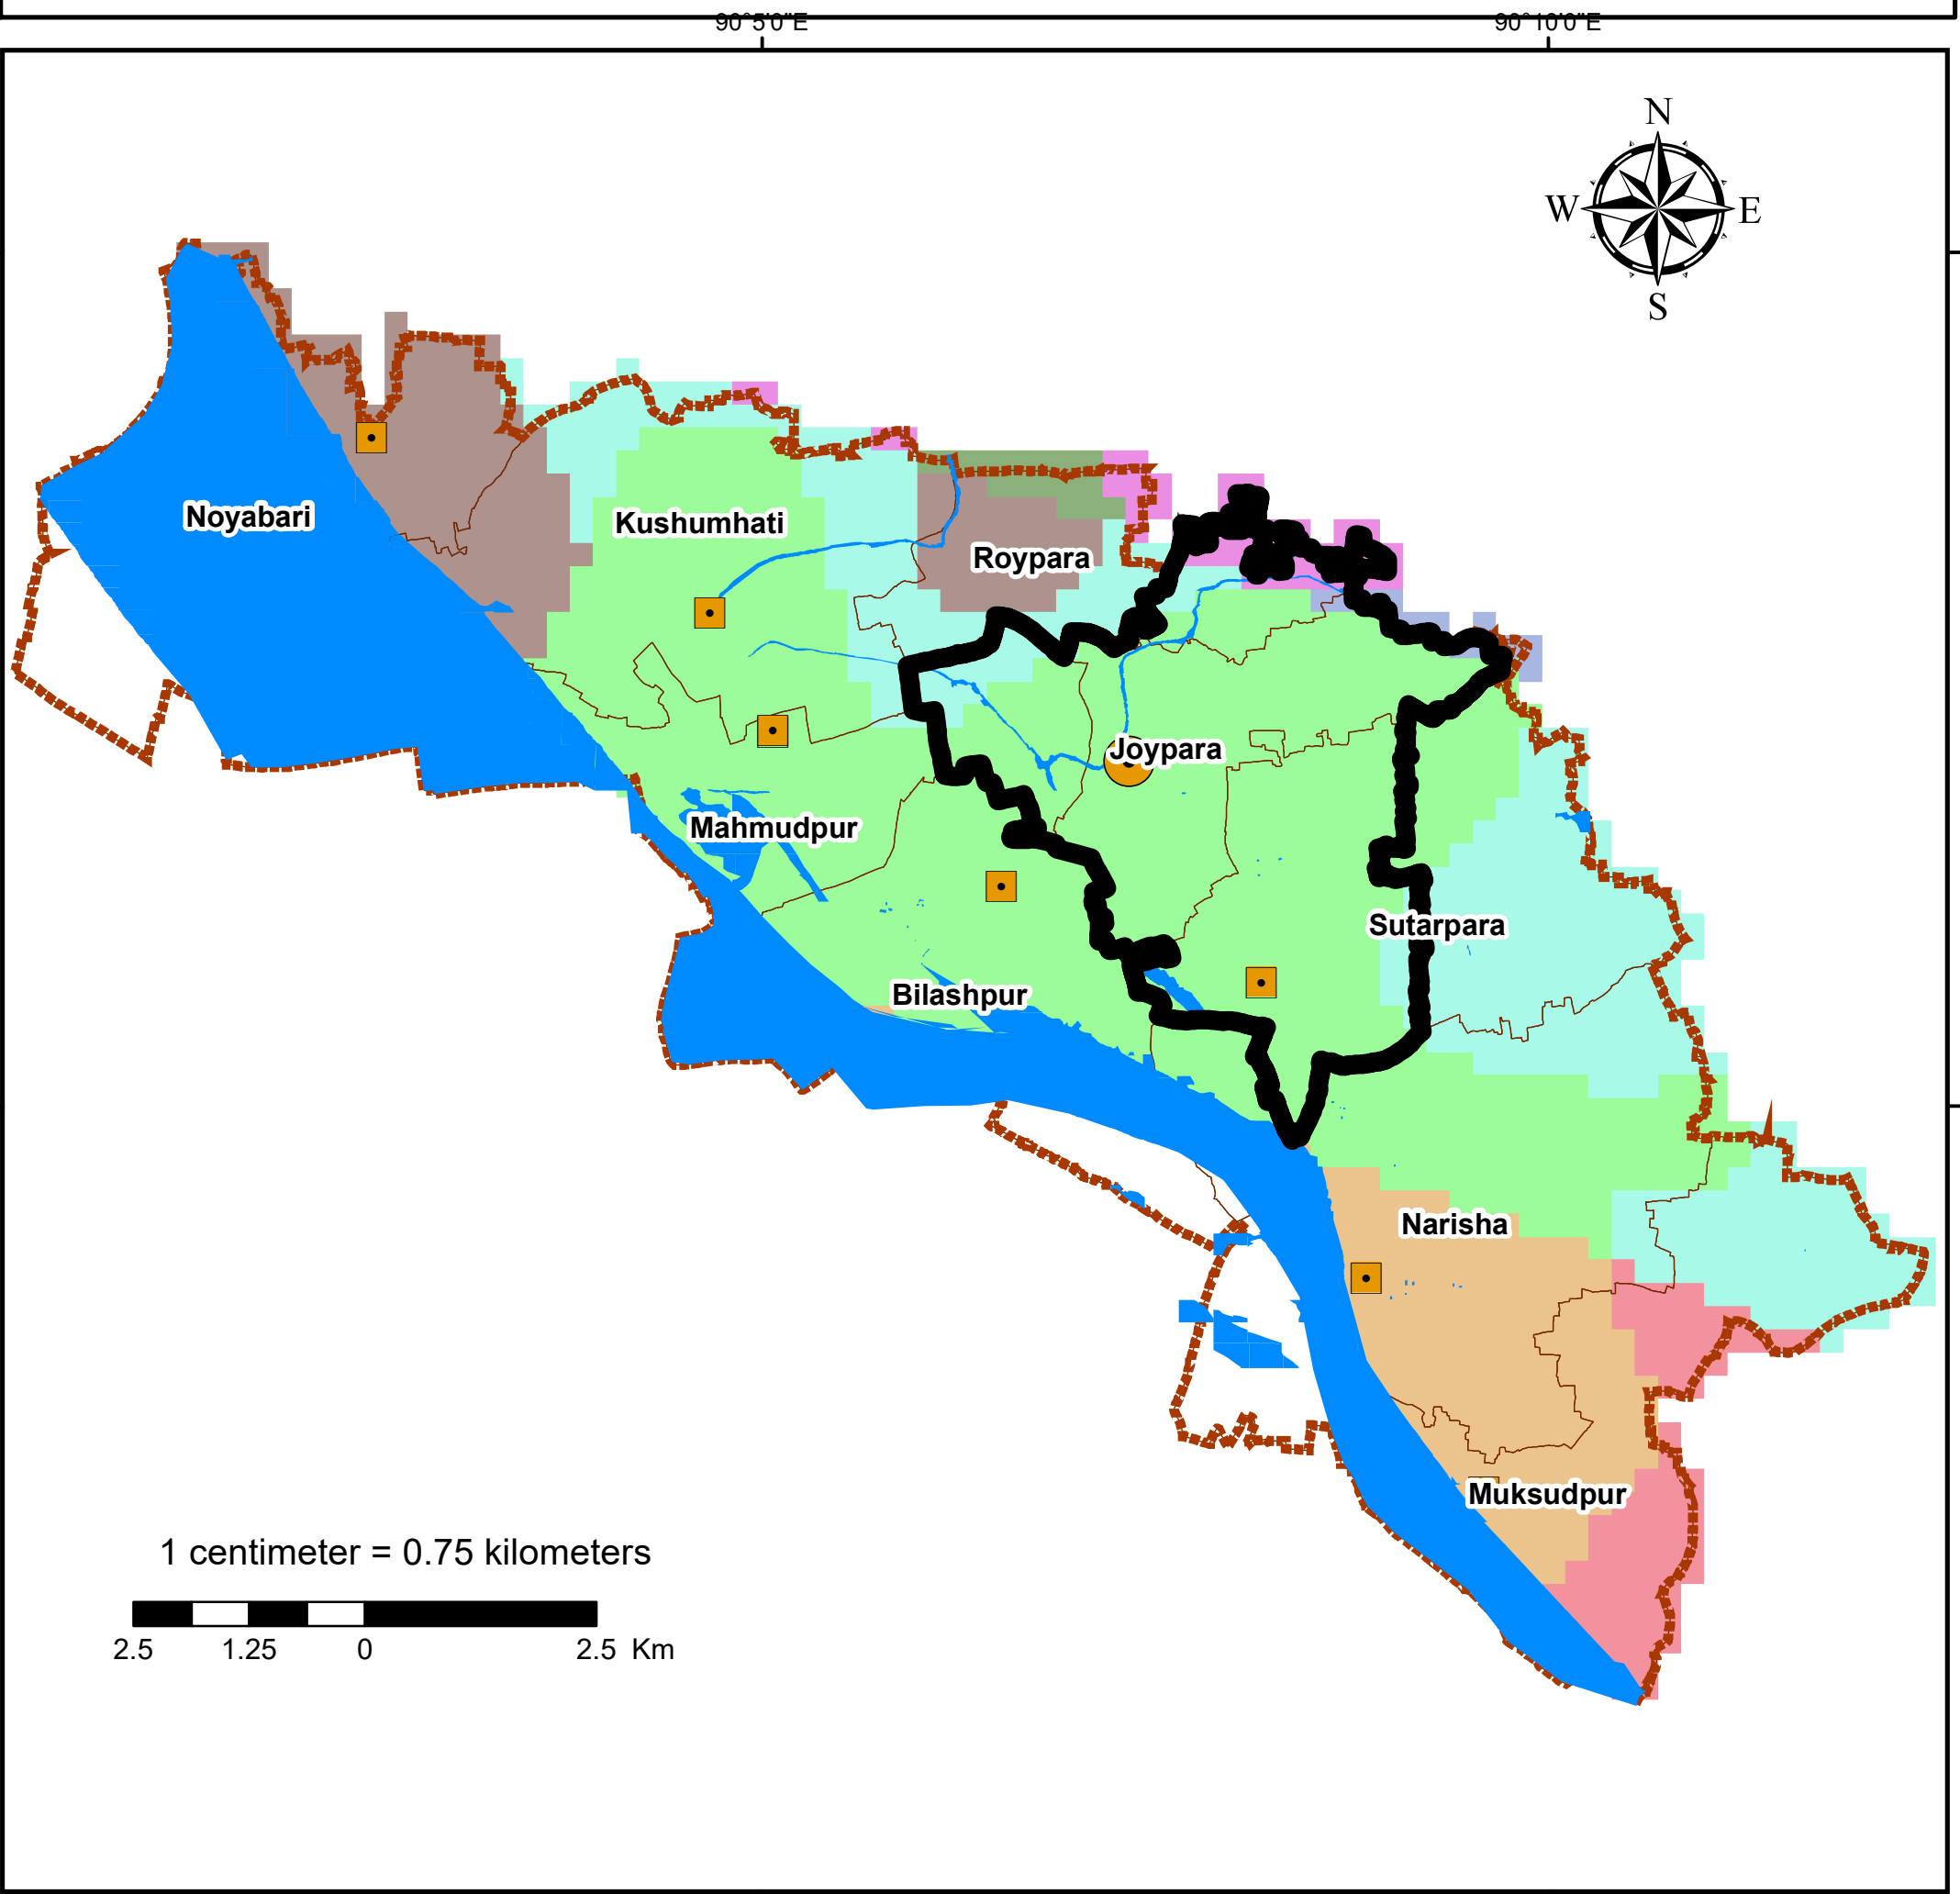 90°5'0"E 90°10'0"E
N
W E
S
Noyabari
Kushumhati
Roypara
Joypara
Mahmudpur
Sutarpara
Bilashpur
Narisha
Muksudpur
1 centimeter = 0.75 kilometers
2.5 1.25 0 2.5 Km